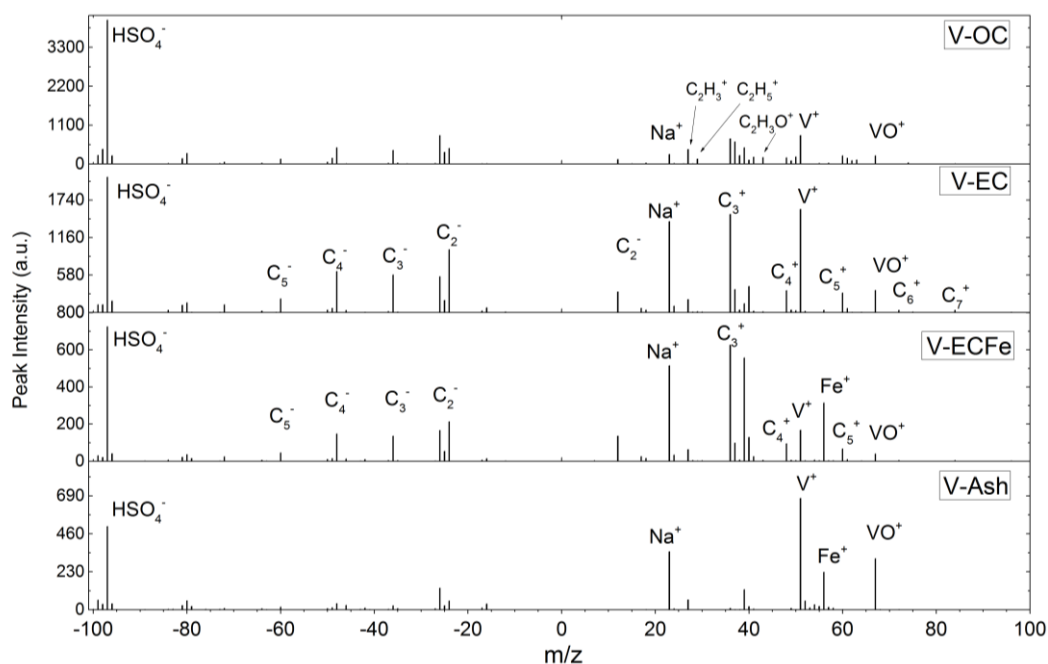 HSO₄⁻ V-OC
3300
2200
1100
0
C₂H₃⁺ C₂H₅⁺
Na⁺ C₂H₃O⁺ V⁺ VO⁺
HSO₄⁻ V-EC
1740
1160
580
800
C₅⁻ C₄⁻ C₃⁻ C₂⁻ C₂⁻ Na⁺ C₃⁺ V⁺
C₄⁺ C₅⁺ VO⁺ C₆⁺ C₇⁺
HSO₄⁻ V-ECFe
600
400
200
0
C₅⁻ C₄⁻ C₃⁻ C₂⁻ Na⁺ C₃⁺ Fe⁺
C₄⁺ V⁺ C₅⁺ VO⁺
HSO₄⁻ V-Ash
690
460
230
0
Na⁺ V⁺ Fe⁺ VO⁺
Peak Intensity (a.u.)
-100 -80 -60 -40 -20 0 20 40 60 80 100
m/z